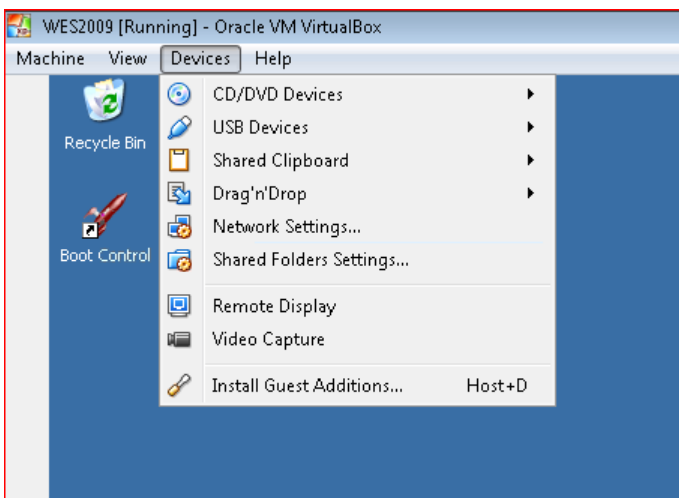 WES2009 [Running] - Oracle VM VirtualBox
Machine View Devices Help
Recycle Bin
Boot Control
CD/DVD Devices
USB Devices
Shared Clipboard
Drag'n'Drop
Network Settings...
Shared Folders Settings...
Remote Display
Video Capture
Install Guest Additions... Host+D